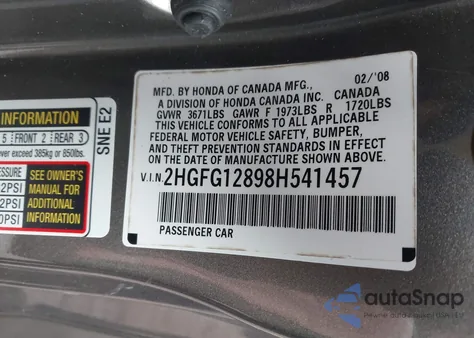 INFORMATION
5 FRONT 2 REAR 3
over exceed 385kg or 850lbs.
SEE OWNER'S
MANUAL FOR
ADDITIONAL
INFORMATION
2PSI
2PSI
0PSI
SNE E2
MFD. BY HONDA OF CANADA MFG., 02/'08
A DIVISION OF HONDA CANADA INC. CANADA
GVWR 3671LBS GAWR F 1973LBS R 1720LBS
THIS VEHICLE CONFORMS TO ALL APPLICABLE
FEDERAL MOTOR VEHICLE SAFETY, BUMPER,
AND THEFT PREVENTION STANDARDS IN EFFECT
ON THE DATE OF MANUFACTURE SHOWN ABOVE.
V.I.N. 2HGFG12898H541457
PASSENGER CAR
autoSnap